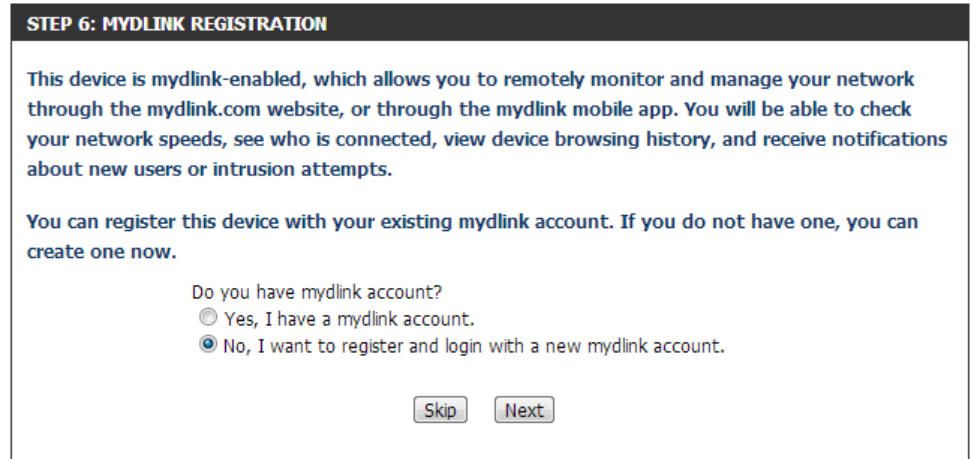 STEP 6: MYDLINK REGISTRATION
This device is mydlink-enabled, which allows you to remotely monitor and manage your network
through the mydlink.com website, or through the mydlink mobile app. You will be able to check
your network speeds, see who is connected, view device browsing history, and receive notifications
about new users or intrusion attempts.
You can register this device with your existing mydlink account. If you do not have one, you can
create one now.
Do you have mydlink account?
Yes, I have a mydlink account.
No, I want to register and login with a new mydlink account.
Skip Next